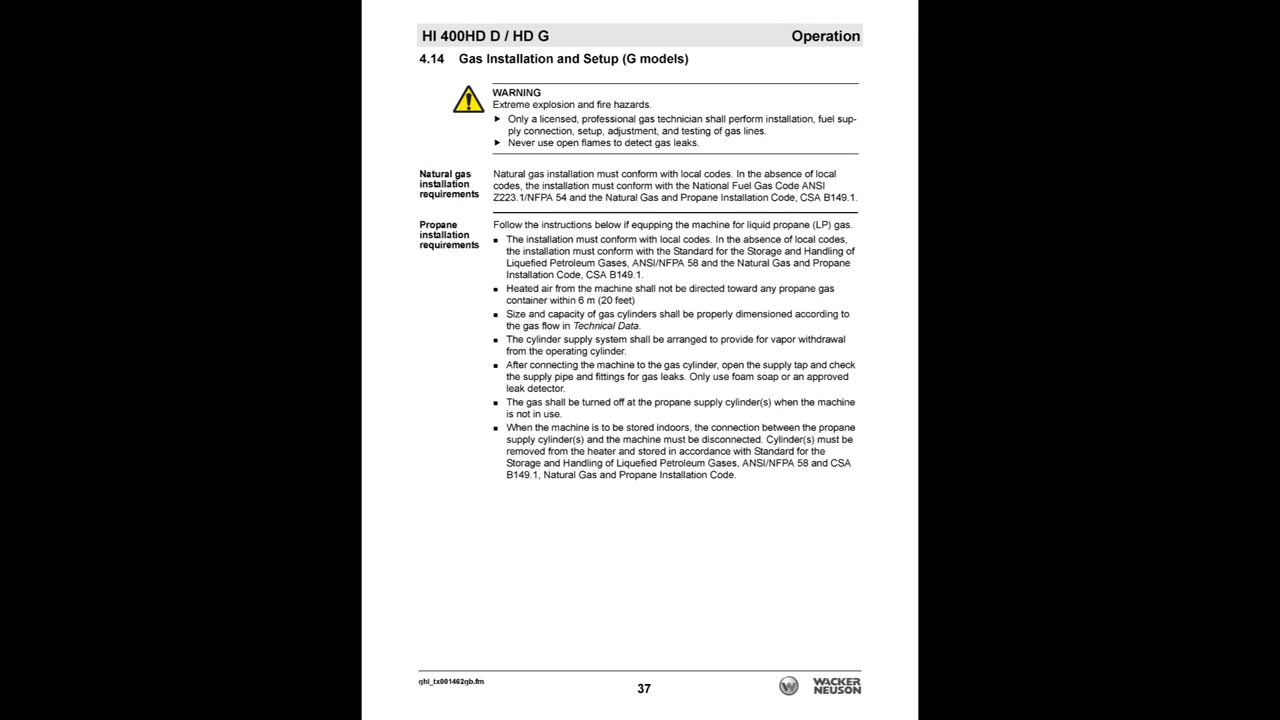 HI 400HD D / HD G Operation
4.14 Gas Installation and Setup (G models)
WARNING
Extreme explosion and fire hazards.
► Only a licensed, professional gas technician shall perform installation, fuel sup-
ply connection, setup, adjustment, and testing of gas lines.
► Never use open flames to detect gas leaks.
Natural gas
installation
requirements
Natural gas installation must conform with local codes. In the absence of local
codes, the installation must conform with the National Fuel Gas Code ANSI
Z223.1/NFPA 54 and the Natural Gas and Propane Installation Code, CSA B149.1.
Propane
installation
requirements
Follow the instructions below if equpping the machine for liquid propane (LP) gas.
■ The installation must conform with local codes. In the absence of local codes,
the installation must conform with the Standard for the Storage and Handling of
Liquefied Petroleum Gases, ANSI/NFPA 58 and the Natural Gas and Propane
Installation Code, CSA B149.1.
■ Heated air from the machine shall not be directed toward any propane gas
container within 6 m (20 feet)
■ Size and capacity of gas cylinders shall be properly dimensioned according to
the gas flow in Technical Data.
■ The cylinder supply system shall be arranged to provide for vapor withdrawal
from the operating cylinder.
■ After connecting the machine to the gas cylinder, open the supply tap and check
the supply pipe and fittings for gas leaks. Only use foam soap or an approved
leak detector.
■ The gas shall be turned off at the propane supply cylinder(s) when the machine
is not in use.
■ When the machine is to be stored indoors, the connection between the propane
supply cylinder(s) and the machine must be disconnected. Cylinder(s) must be
removed from the heater and stored in accordance with Standard for the
Storage and Handling of Liquefied Petroleum Gases, ANSI/NFPA 58 and CSA
B149.1, Natural Gas and Propane Installation Code.
ghi_tx001462gb.fm
37
WACKER
NEUSON